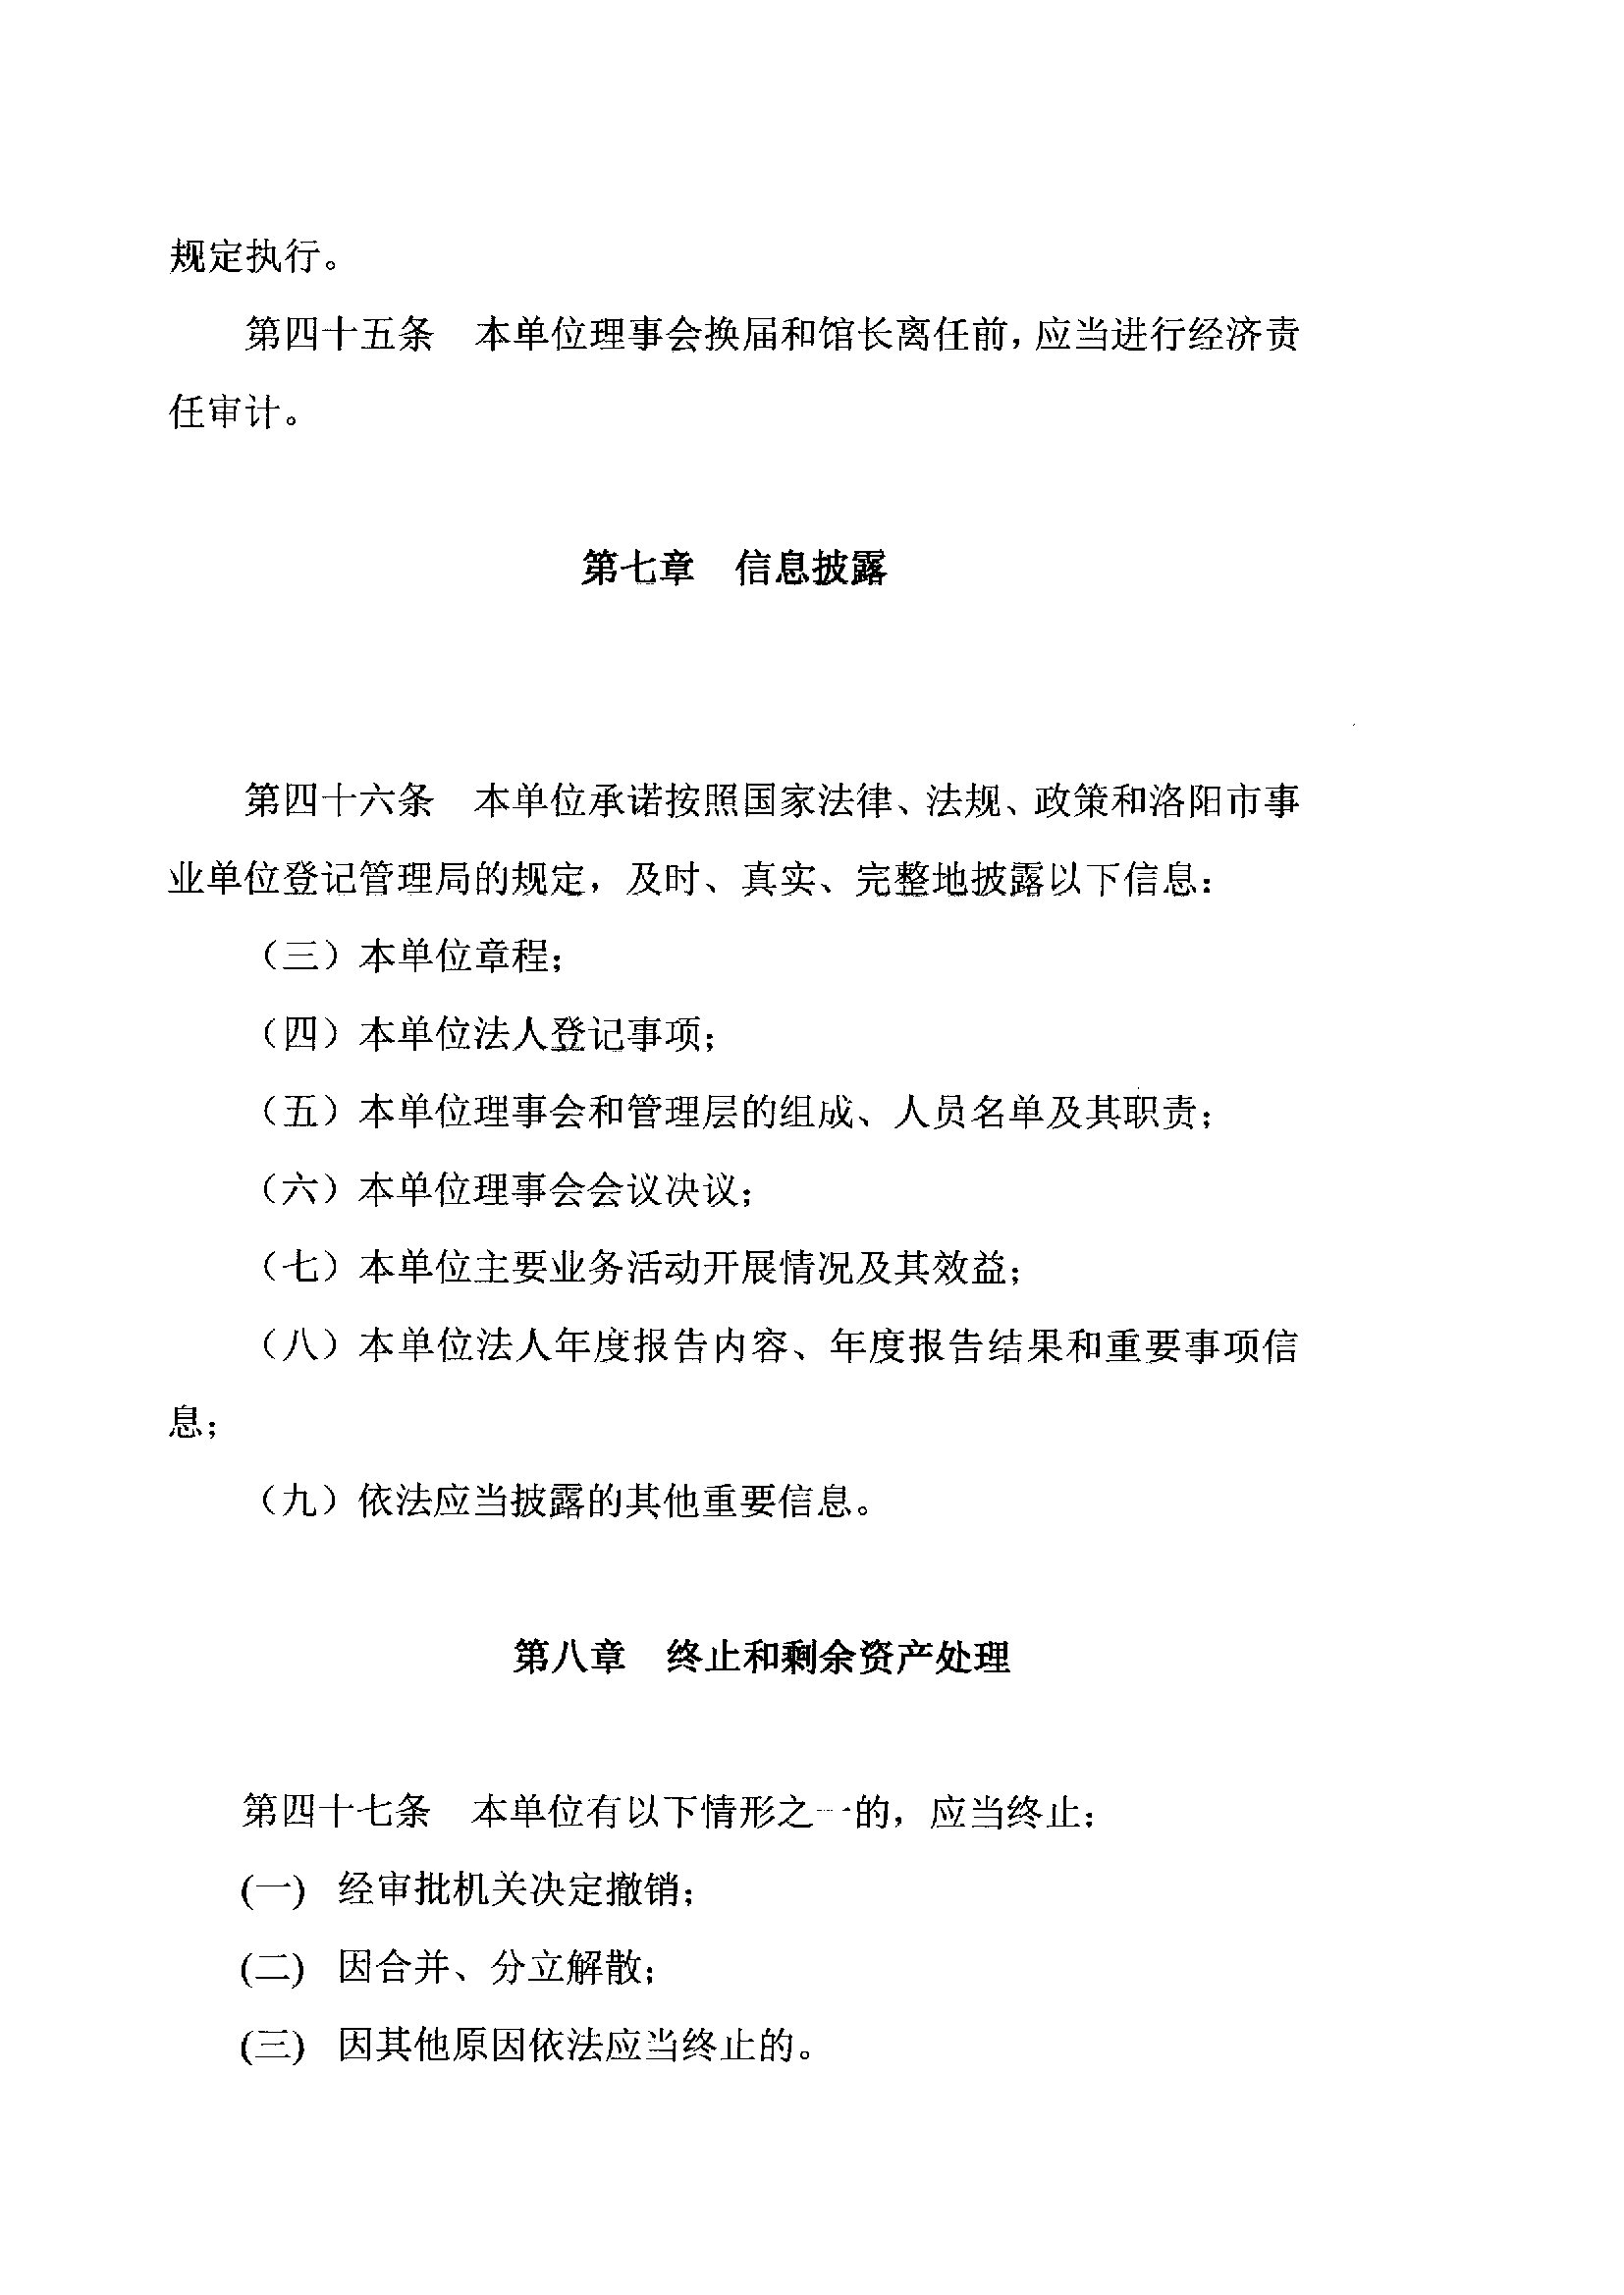 规定执行。
第四十五条　本单位理事会换届和馆长离任前，应当进行经济责
任审计。
第七章　信息披露
第四十六条　本单位承诺按照国家法律、法规、政策和洛阳市事
业单位登记管理局的规定，及时、真实、完整地披露以下信息：
（三）本单位章程；
（四）本单位法人登记事项；
（五）本单位理事会和管理层的组成、人员名单及其职责；
（六）本单位理事会会议决议；
（七）本单位主要业务活动开展情况及其效益；
（八）本单位法人年度报告内容、年度报告结果和重要事项信
息；
（九）依法应当披露的其他重要信息。
第八章　终止和剩余资产处理
第四十七条　本单位有以下情形之一的，应当终止：
(一)　经审批机关决定撤销；
(二)　因合并、分立解散；
(三)　因其他原因依法应当终止的。